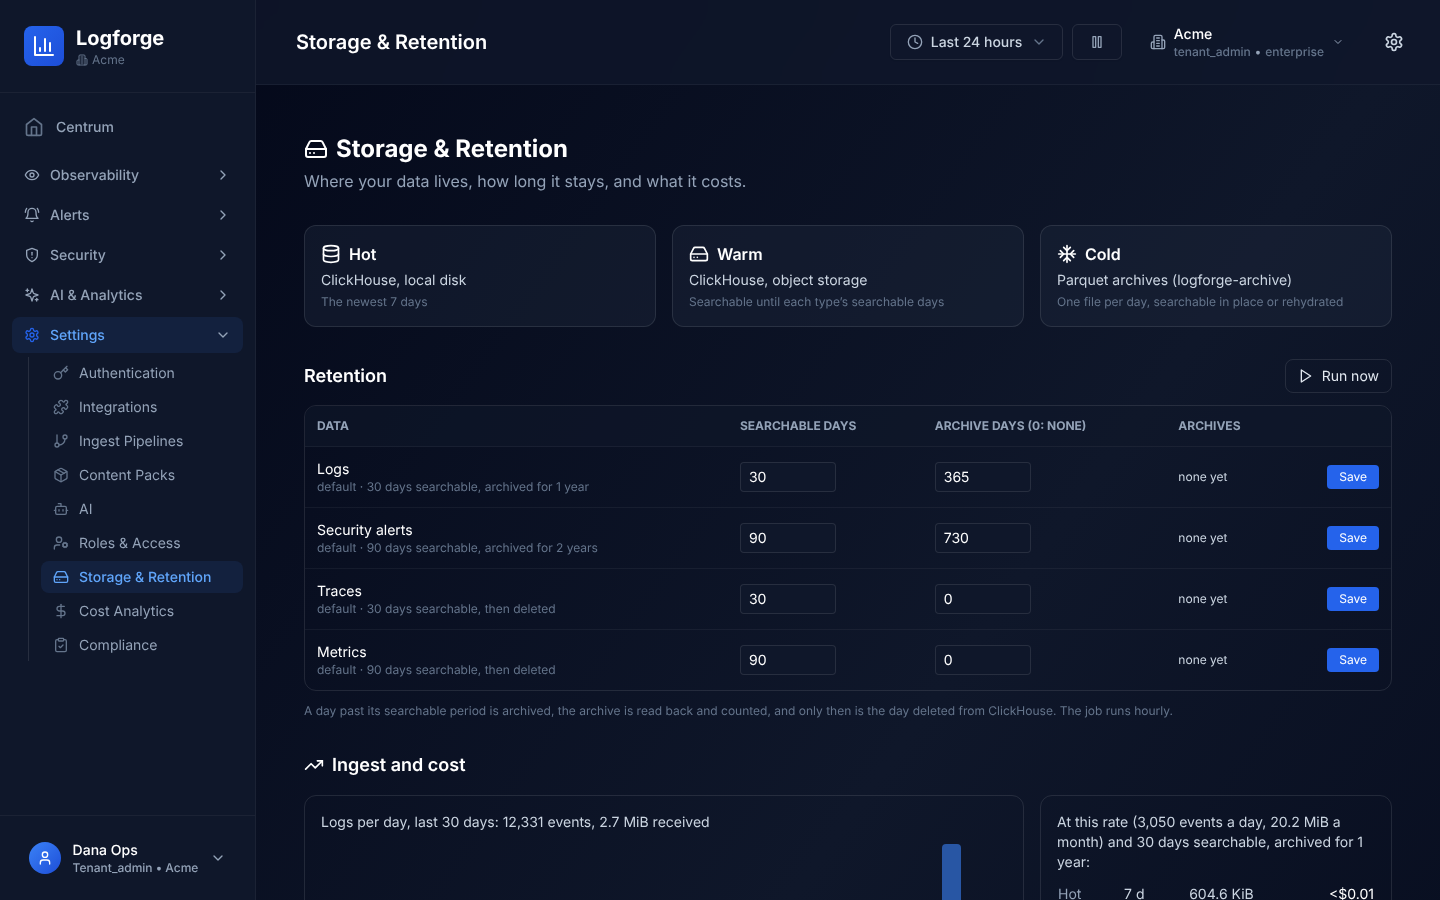 Logforge
Acme
Centrum
Observability
Alerts
Security
AI & Analytics
Settings
Authentication
Integrations
Ingest Pipelines
Content Packs
AI
Roles & Access
Storage & Retention
Cost Analytics
Compliance
Dana Ops
Tenant_admin • Acme
Storage & Retention
Last 24 hours
Acme
tenant_admin • enterprise
Storage & Retention
Where your data lives, how long it stays, and what it costs.
Hot
ClickHouse, local disk
The newest 7 days
Warm
ClickHouse, object storage
Searchable until each type's searchable days
Cold
Parquet archives (logforge-archive)
One file per day, searchable in place or rehydrated
Retention
Run now
DATA SEARCHABLE DAYS ARCHIVE DAYS (0: NONE) ARCHIVES
Logs
default · 30 days searchable, archived for 1 year
30 365 none yet Save
Security alerts
default · 90 days searchable, archived for 2 years
90 730 none yet Save
Traces
default · 30 days searchable, then deleted
30 0 none yet Save
Metrics
default · 90 days searchable, then deleted
90 0 none yet Save
A day past its searchable period is archived, the archive is read back and counted, and only then is the day deleted from ClickHouse. The job runs hourly.
Ingest and cost
Logs per day, last 30 days: 12,331 events, 2.7 MiB received
At this rate (3,050 events a day, 20.2 MiB a
month) and 30 days searchable, archived for 1
year:
Hot 7 d 604.6 KiB <$0.01